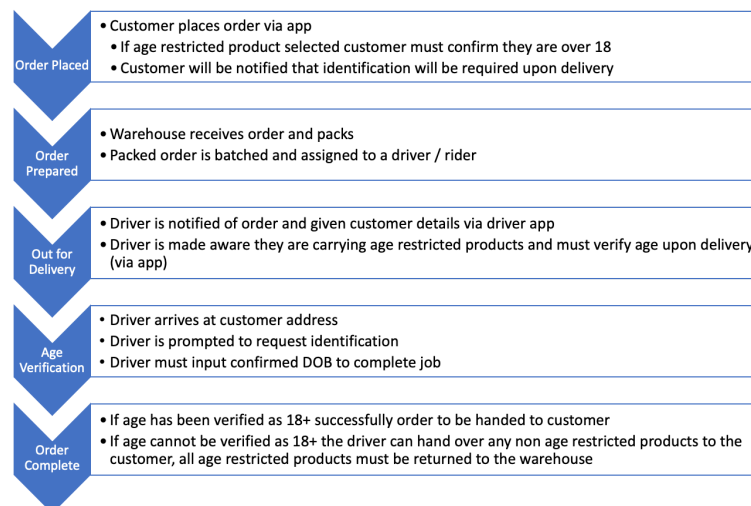 Order Placed
• Customer places order via app
• If age restricted product selected customer must confirm they are over 18
• Customer will be notified that identification will be required upon delivery
Order
Prepared
• Warehouse receives order and packs
• Packed order is batched and assigned to a driver / rider
Out for
Delivery
• Driver is notified of order and given customer details via driver app
• Driver is made aware they are carrying age restricted products and must verify age upon delivery
(via app)
Age
Verification
• Driver arrives at customer address
• Driver is prompted to request identification
• Driver must input confirmed DOB to complete job
Order
Complete
• If age has been verified as 18+ successfully order to be handed to customer
• If age cannot be verified as 18+ the driver can hand over any non age restricted products to the
customer, all age restricted products must be returned to the warehouse